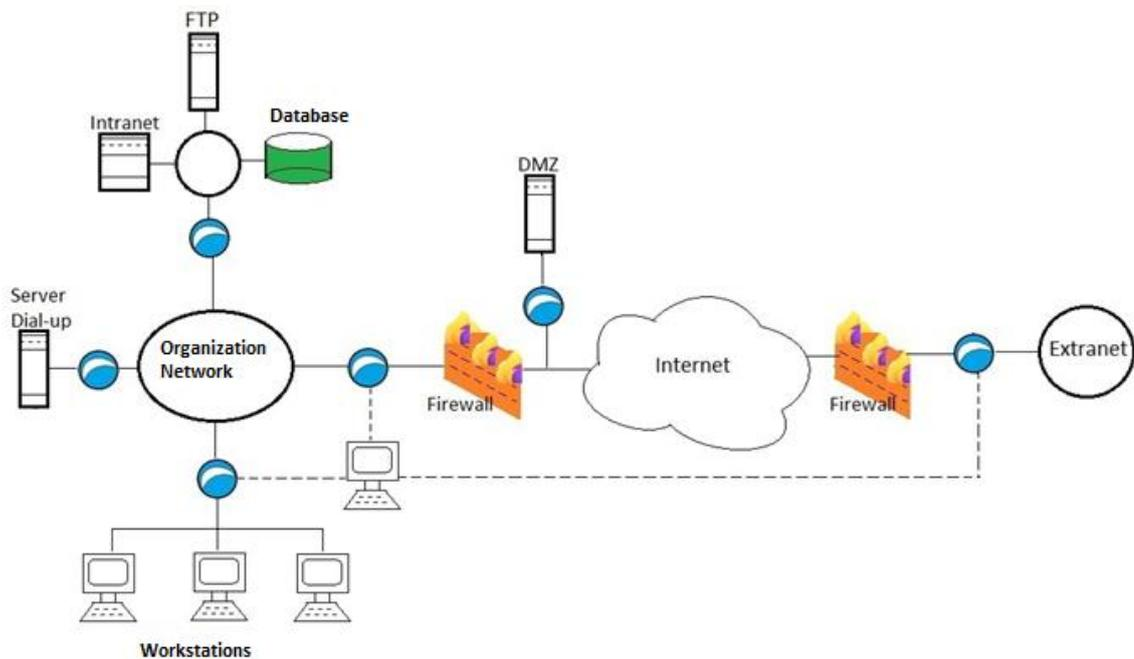 FTP
Database
Intranet
DMZ
Server
Dial-up
Organization
Network
Internet
Extranet
Firewall
Firewall
Workstations